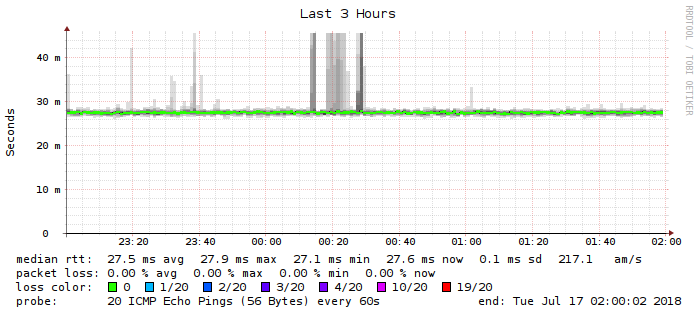 Last 3 Hours
RRDTOOL / TOBI OETIKER
Seconds
40 m
30 m
20 m
10 m
0
23:20 23:40 00:00 00:20 00:40 01:00 01:20 01:40 02:00
median rtt: 27.5 ms avg 27.9 ms max 27.1 ms min 27.6 ms now 0.1 ms sd 217.1 am/s
packet loss: 0.00 % avg 0.00 % max 0.00 % min 0.00 % now
loss color: 0 1/20 2/20 3/20 4/20 10/20 19/20
probe: 20 ICMP Echo Pings (56 Bytes) every 60s end: Tue Jul 17 02:00:02 2018